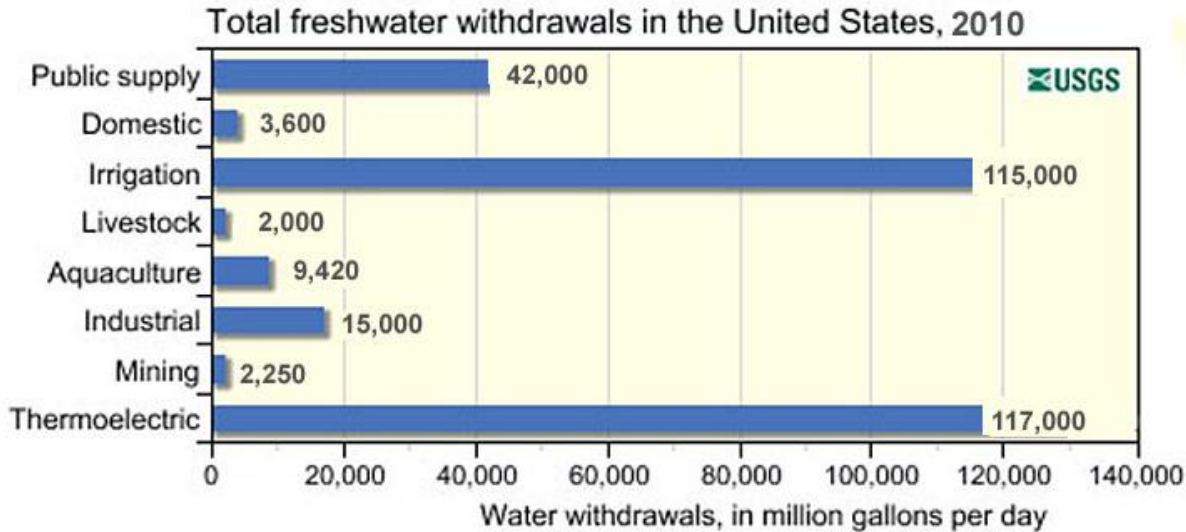 Total freshwater withdrawals in the United States, 2010
USGS
Public supply 42,000
Domestic 3,600
Irrigation 115,000
Livestock 2,000
Aquaculture 9,420
Industrial 15,000
Mining 2,250
Thermoelectric 117,000
0 20,000 40,000 60,000 80,000 100,000 120,000 140,000
Water withdrawals, in million gallons per day